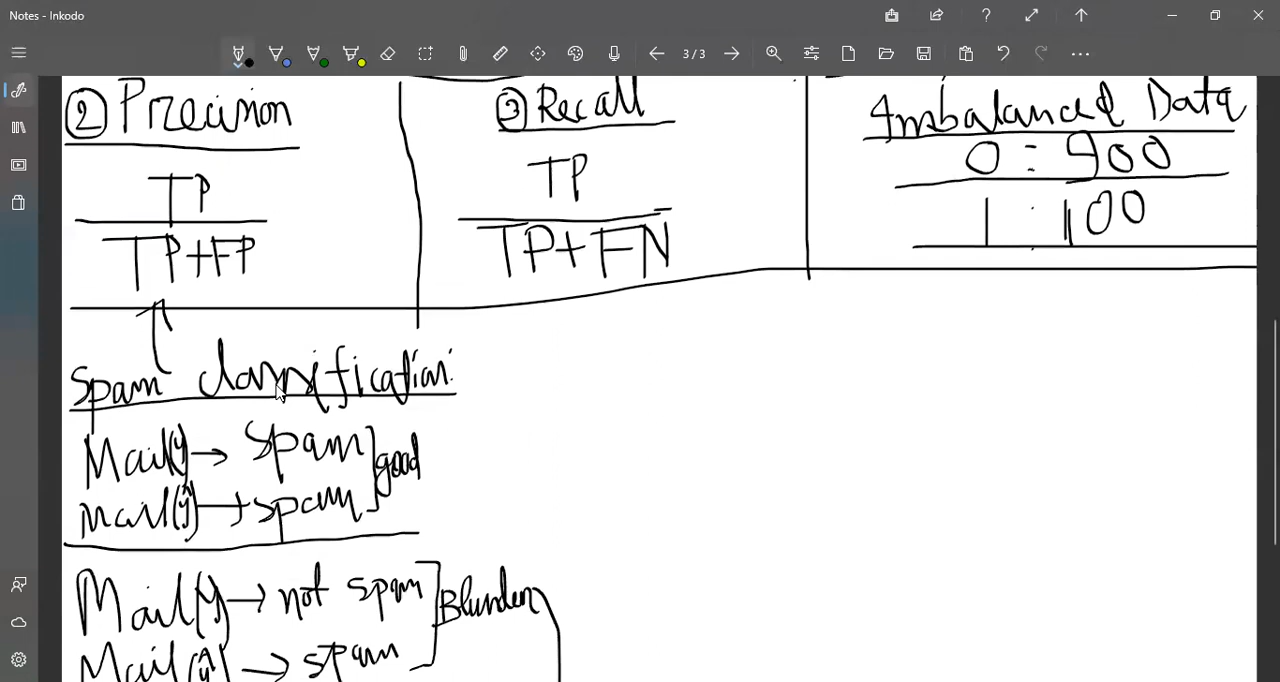 Notes - Inkodo
3/3
② Precision
TP
TP+FP
③ Recall
TP
TP+FN
Imbalanced Data
0 : 900
1 : 100
Spam classification
Mail(y) → spam
Mail(ŷ) → spam
good
Mail(y) → not spam
Mail(ŷ) → spam
Blunder